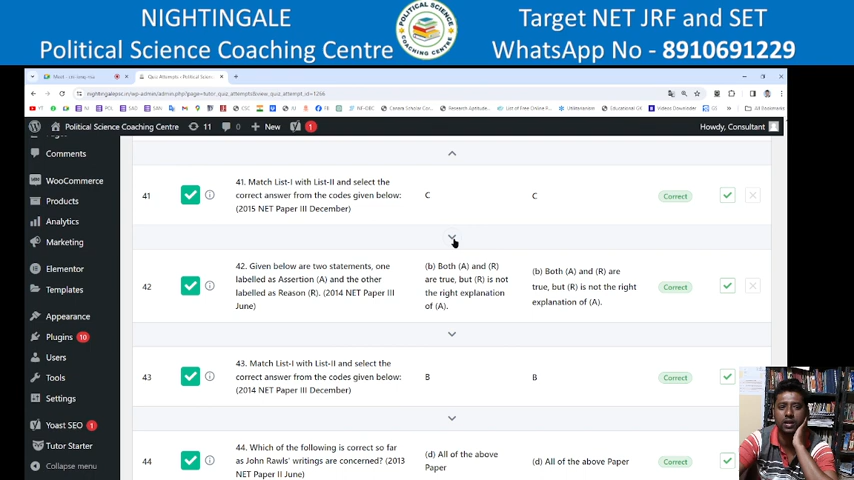 NIGHTINGALE
Political Science Coaching Centre
POLITICAL SCIENCE
COACHING CENTRE
Target NET JRF and SET
WhatsApp No - 8910691229
Political Science Coaching Centre
11
0
New
1
Howdy, Consultant
Comments
WooCommerce
Products
Analytics
Marketing
Elementor
Templates
Appearance
Plugins 10
Users
Tools
Settings
Yoast SEO 1
Tutor Starter
Collapse menu
41
41. Match List-I with List-II and select the
correct answer from the codes given below:
(2015 NET Paper III December)
C
C
Correct
42
42. Given below are two statements, one
labelled as Assertion (A) and the other
labelled as Reason (R). (2014 NET Paper III
June)
(b) Both (A) and (R)
are true, but (R) is not
the right explanation
of (A).
(b) Both (A) and (R) are
true, but (R) is not the right
explanation of (A).
Correct
43
43. Match List-I with List-II and select the
correct answer from the codes given below:
(2014 NET Paper III December)
B
B
Correct
44
44. Which of the following is correct so far
as John Rawls' writings are concerned? (2013
NET Paper II June)
(d) All of the above
Paper
(d) All of the above Paper
Correct